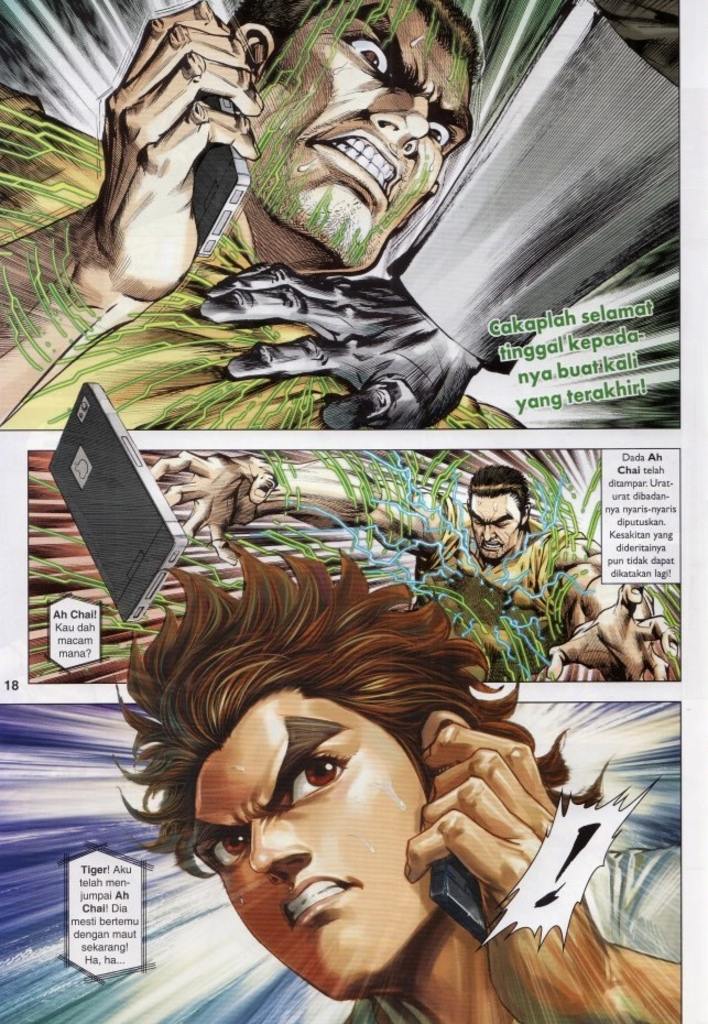 Cakaplah selamat
tinggal kepada-
nya buat kali
yang terakhir!
Dada Ah
Chai telah
ditampar. Urat-
urat dibadan-
nya nyaris-nyaris
diputuskan.
Kesakitan yang
dideritainya
pun tidak dapat
dikatakan lagi!
Ah Chai!
Kau dah
macam
mana?
18
Tiger! Aku
telah men-
jumpai Ah
Chai! Dia
mesti bertemu
dengan maut
sekarang!
Ha, ha...
!